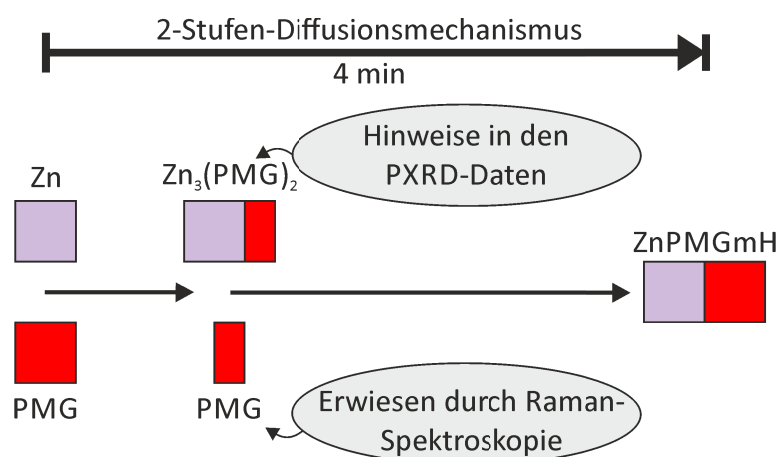 2-Stufen-Diffusionsmechanismus
4 min
Hinweise in den
PXRD-Daten
Zn
Zn₃(PMG)₂
ZnPMGmH
PMG
PMG
Erwiesen durch Raman-
Spektroskopie